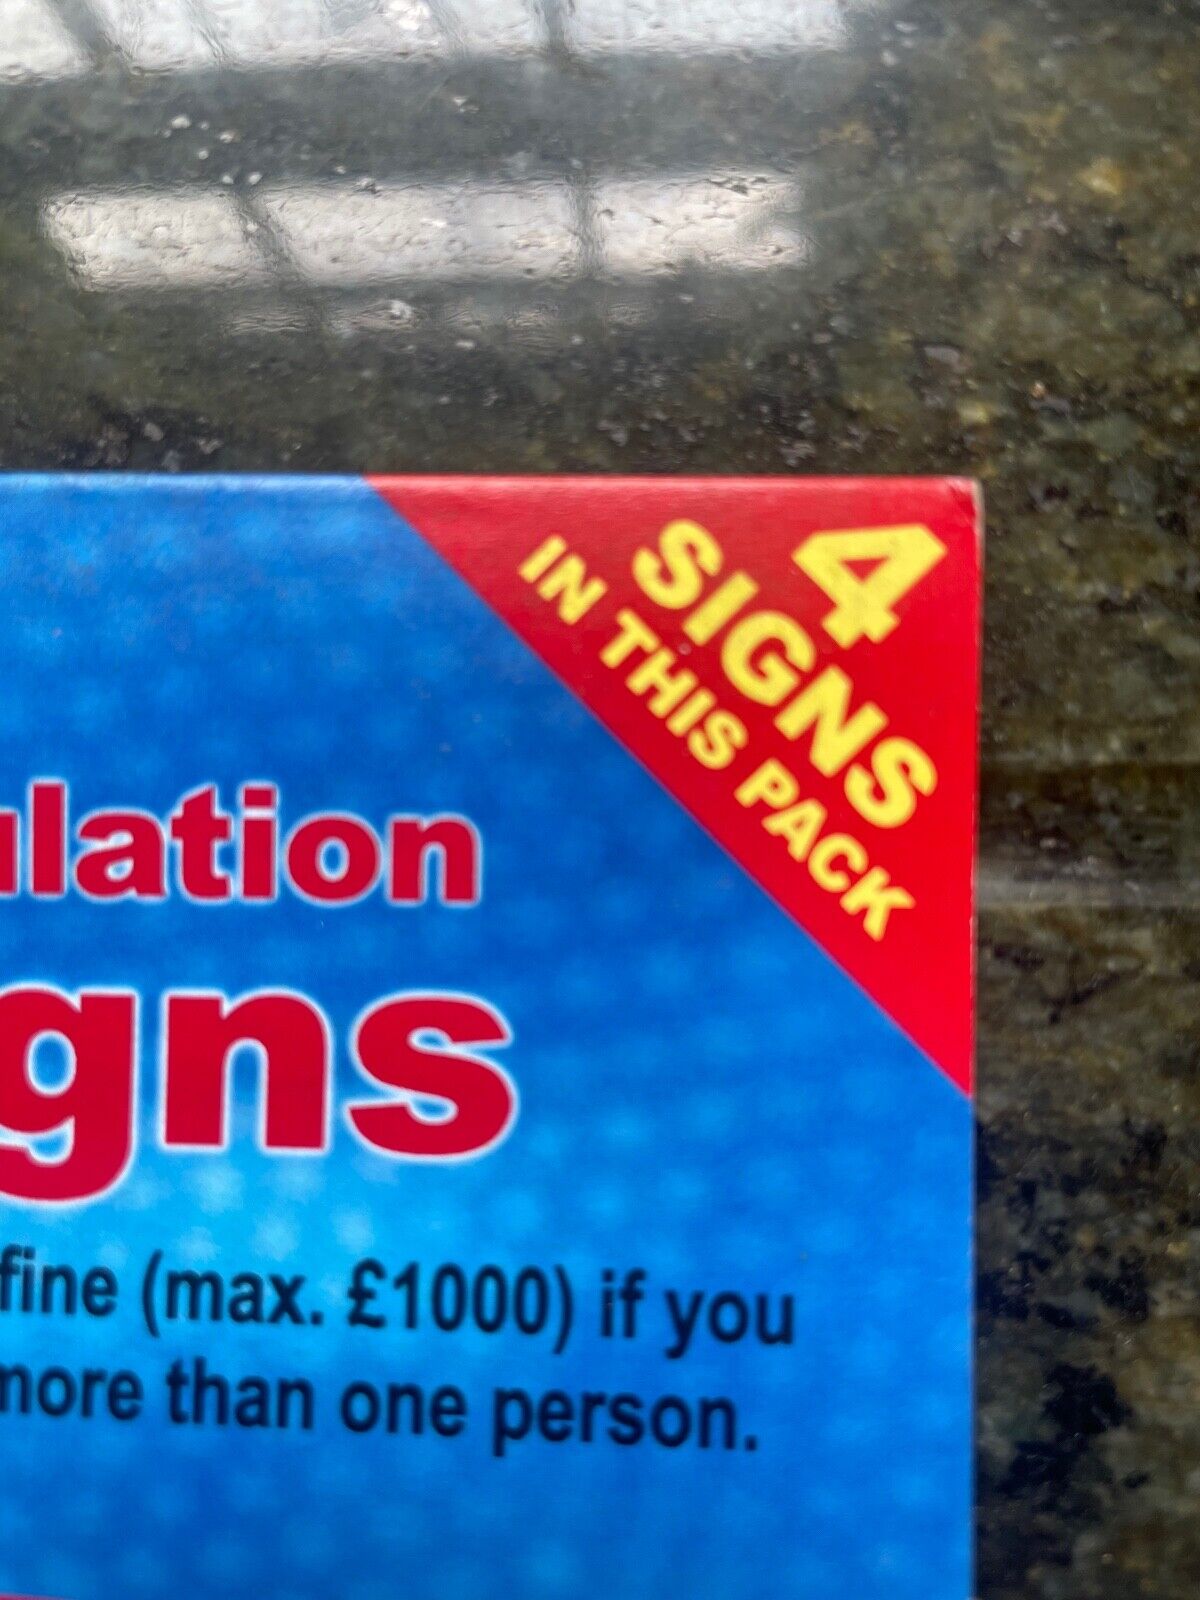 4
SIGNS
IN THIS PACK
ulation
gns
fine (max. £1000) if you
more than one person.